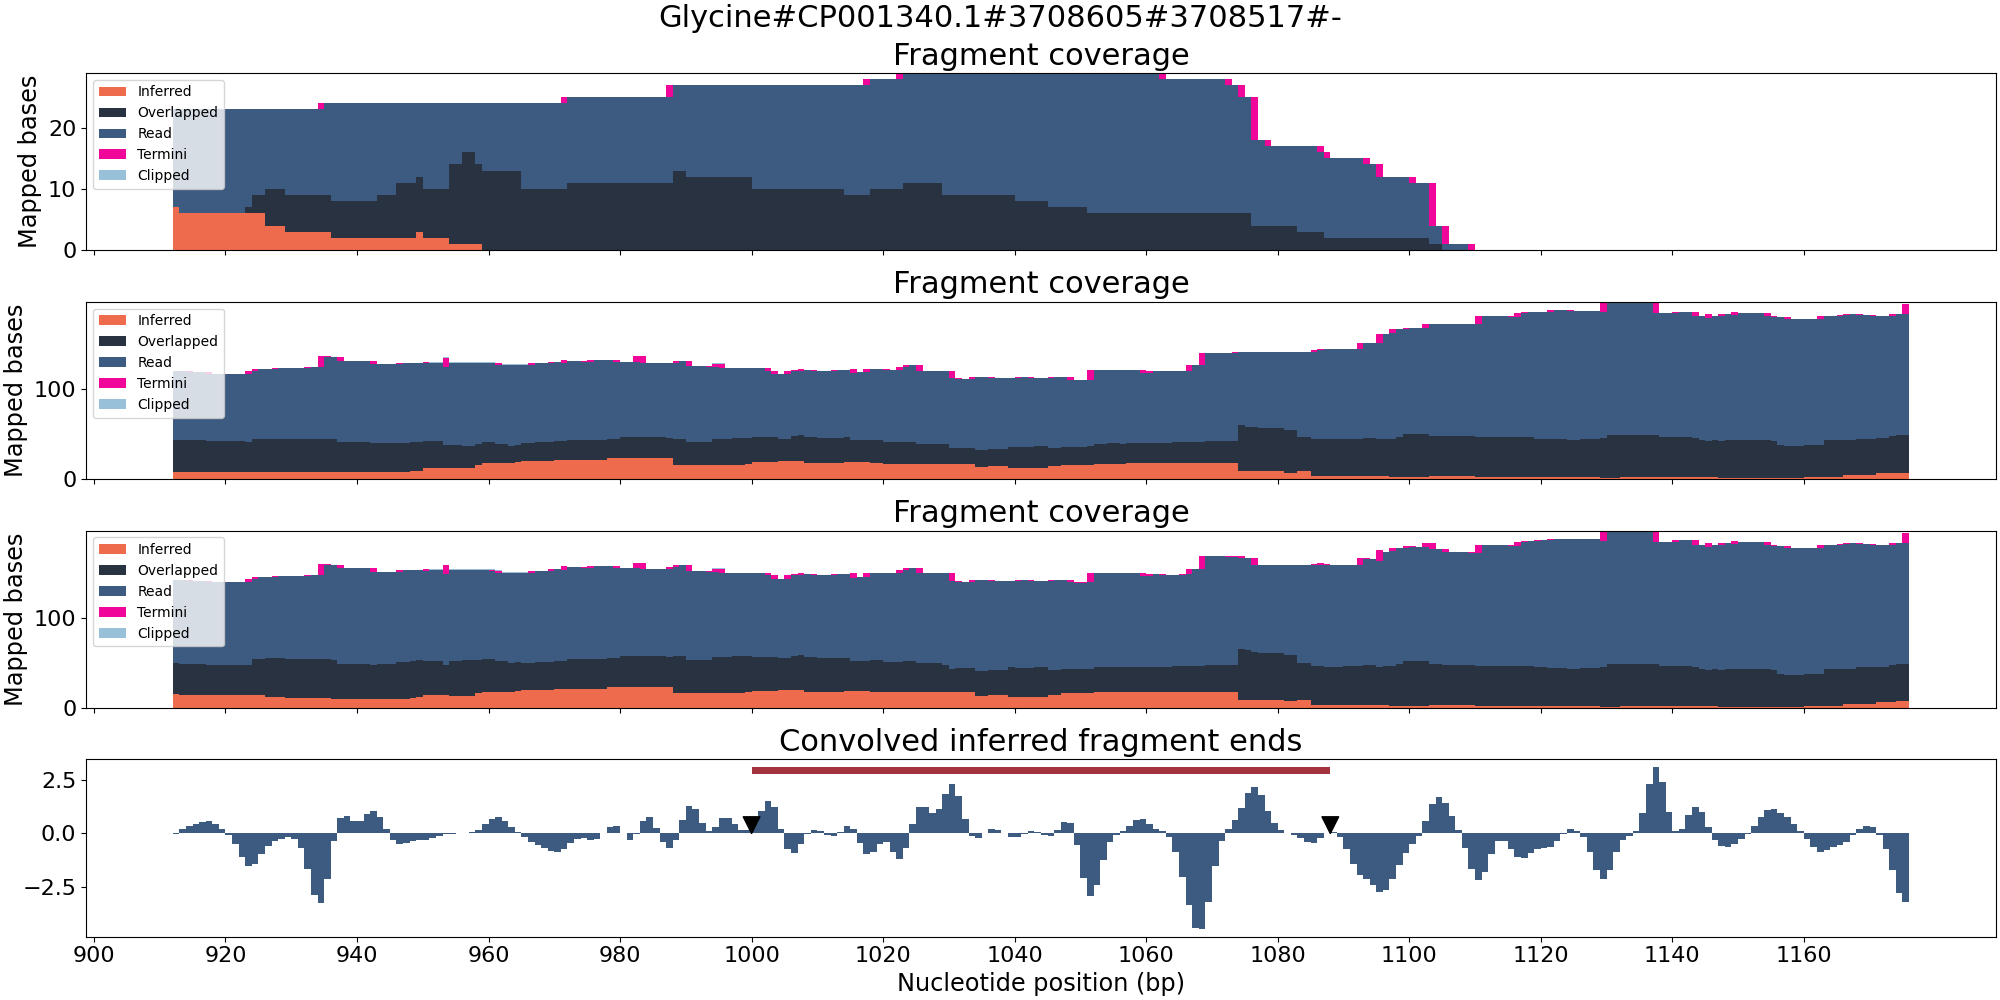 Glycine#CP001340.1#3708605#3708517#-
Fragment coverage
Mapped bases
20
10
0
Inferred
Overlapped
Read
Termini
Clipped
Fragment coverage
Mapped bases
100
0
Inferred
Overlapped
Read
Termini
Clipped
Fragment coverage
Mapped bases
100
0
Inferred
Overlapped
Read
Termini
Clipped
Convolved inferred fragment ends
2.5
0.0
−2.5
900 920 940 960 980 1000 1020 1040 1060 1080 1100 1120 1140 1160
Nucleotide position (bp)